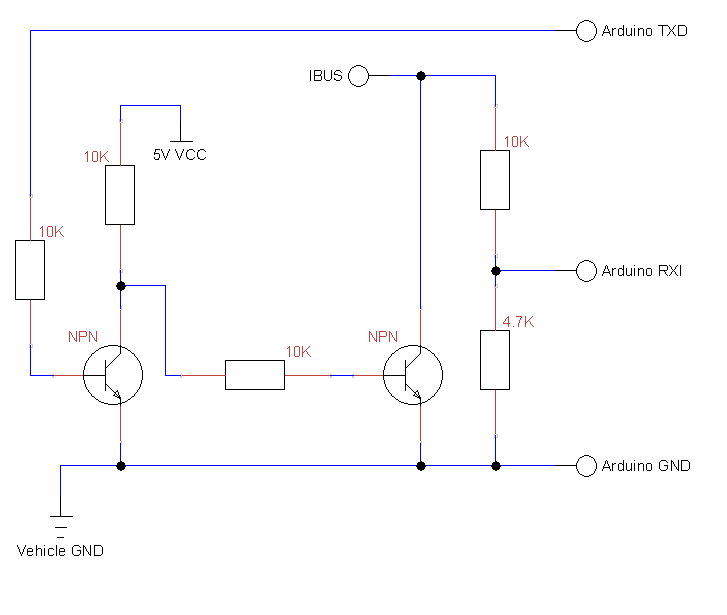 Arduino TXD
IBUS
10K
5V VCC
10K
10K
Arduino RXI
4.7K
NPN
NPN
10K
Arduino GND
Vehicle GND